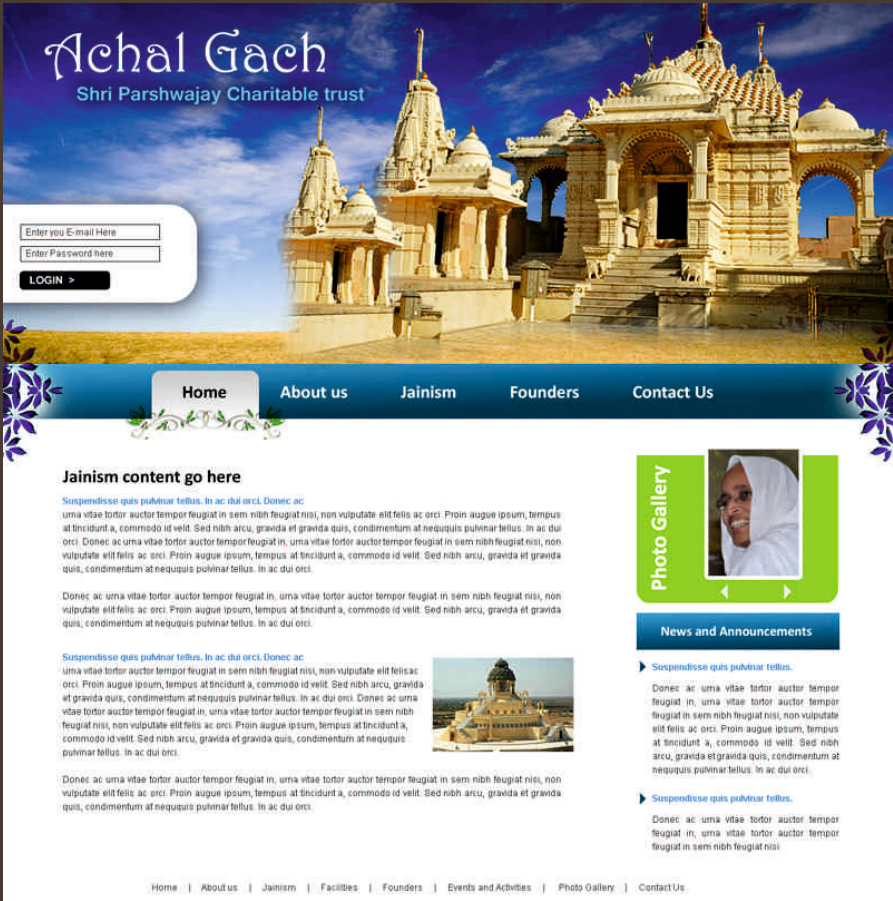 Achal Gach
Shri Parshwajay Charitable trust
Enter you E-mail Here
Enter Password here
LOGIN >
Home
About us
Jainism
Founders
Contact Us
Jainism content go here
Suspendisse quis pulvinar tellus. In ac dui orci. Donec ac
urna vitae tortor auctor tempor feugiat in sem nibh feugiat nisi, non vulputate elit felis ac orci. Proin augue ipsum, tempus
at tincidunt a, commodo id velit. Sed nibh arcu, gravida et gravida quis, condimentum at neququis pulvinar tellus. In ac dui
orci. Donec ac urna vitae tortor auctor tempor feugiat in, urna vitae tortor auctor tempor feugiat in sem nibh feugiat nisi, non
vulputate elit felis ac orci. Proin augue ipsum, tempus at tincidunt a, commodo id velit. Sed nibh arcu, gravida et gravida
quis, condimentum at neququis pulvinar tellus. In ac dui orci.
Donec ac urna vitae tortor auctor tempor feugiat in, urna vitae tortor auctor tempor feugiat in sem nibh feugiat nisi, non
vulputate elit felis ac orci. Proin augue ipsum, tempus at tincidunt a, commodo id velit. Sed nibh arcu, gravida et gravida
quis, condimentum at neququis pulvinar tellus. In ac dui orci.
Suspendisse quis pulvinar tellus. In ac dui orci. Donec ac
urna vitae tortor auctor tempor feugiat in sem nibh feugiat nisi, non vulputate elit felisac
orci. Proin augue ipsum, tempus at tincidunt a, commodo id velit. Sed nibh arcu, gravida
et gravida quis, condimentum at neququis pulvinar tellus. In ac dui orci. Donec ac urna
vitae tortor auctor tempor feugiat in, urna vitae tortor auctor tempor feugiat in sem nibh
feugiat nisi, non vulputate elit felis ac orci. Proin augue ipsum, tempus at tincidunt a,
commodo id velit. Sed nibh arcu, gravida et gravida quis, condimentum at neququis
pulvinar tellus. In ac dui orci.
Donec ac urna vitae tortor auctor tempor feugiat in, urna vitae tortor auctor tempor feugiat in sem nibh feugiat nisi, non
vulputate elit felis ac orci. Proin augue ipsum, tempus at tincidunt a, commodo id velit. Sed nibh arcu, gravida et gravida
quis, condimentum at neququis pulvinar tellus. In ac dui orci.
Photo Gallery
News and Announcements
Suspendisse quis pulvinar tellus.
Donec ac urna vitae tortor auctor tempor
feugiat in, urna vitae tortor auctor tempor
feugiat in sem nibh feugiat nisi, non vulputate
elit felis ac orci. Proin augue ipsum, tempus
at tincidunt a, commodo id velit. Sed nibh
arcu, gravida et gravida quis, condimentum at
neququis pulvinar tellus. In ac dui orci.
Suspendisse quis pulvinar tellus.
Donec ac urna vitae tortor auctor tempor
feugiat in, urna vitae tortor auctor tempor
feugiat in sem nibh feugiat nisi.
Home | About us | Jainism | Facilities | Founders | Events and Activities | Photo Gallery | Contact Us